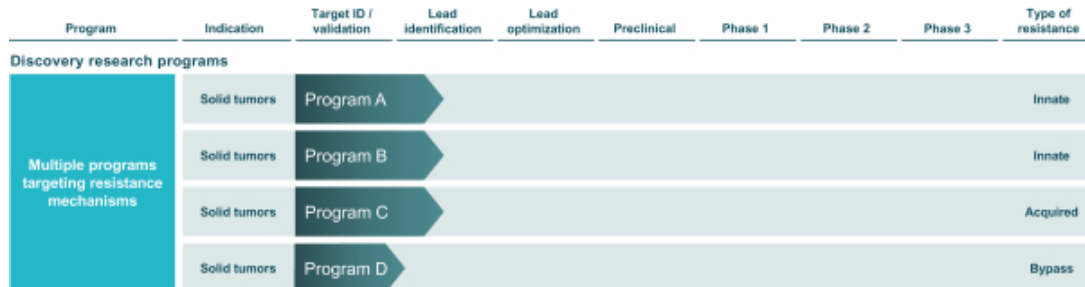 Program
Indication
Target ID /
validation
Lead
identification
Lead
optimization
Preclinical
Phase 1
Phase 2
Phase 3
Type of
resistance
Discovery research programs
Multiple programs
targeting resistance
mechanisms
Solid tumors
Program A
Innate
Solid tumors
Program B
Innate
Solid tumors
Program C
Acquired
Solid tumors
Program D
Bypass